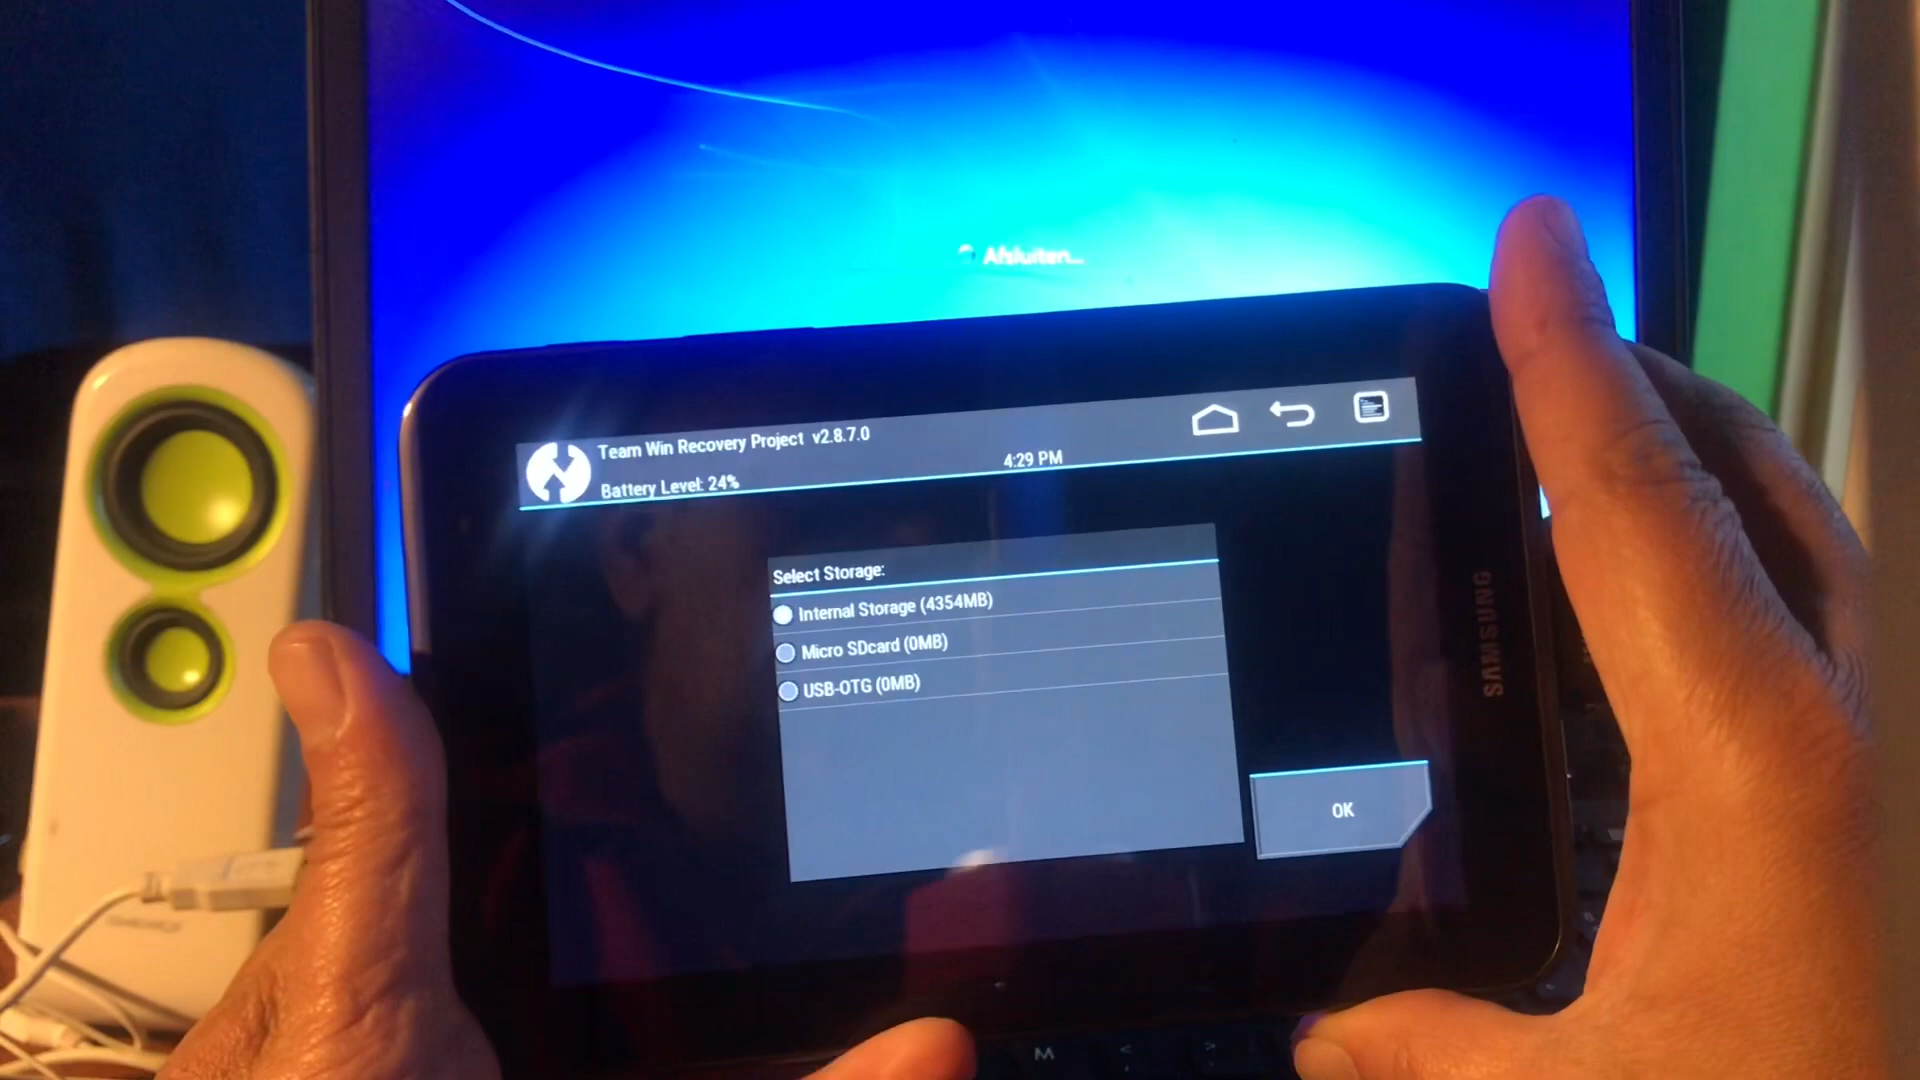 Afsluiten...
Team Win Recovery Project v2.8.7.0
4:29 PM
Battery Level: 24%
Select Storage:
Internal Storage (4354MB)
Micro SDcard (0MB)
USB-OTG (0MB)
OK
SAMSUNG
M < >